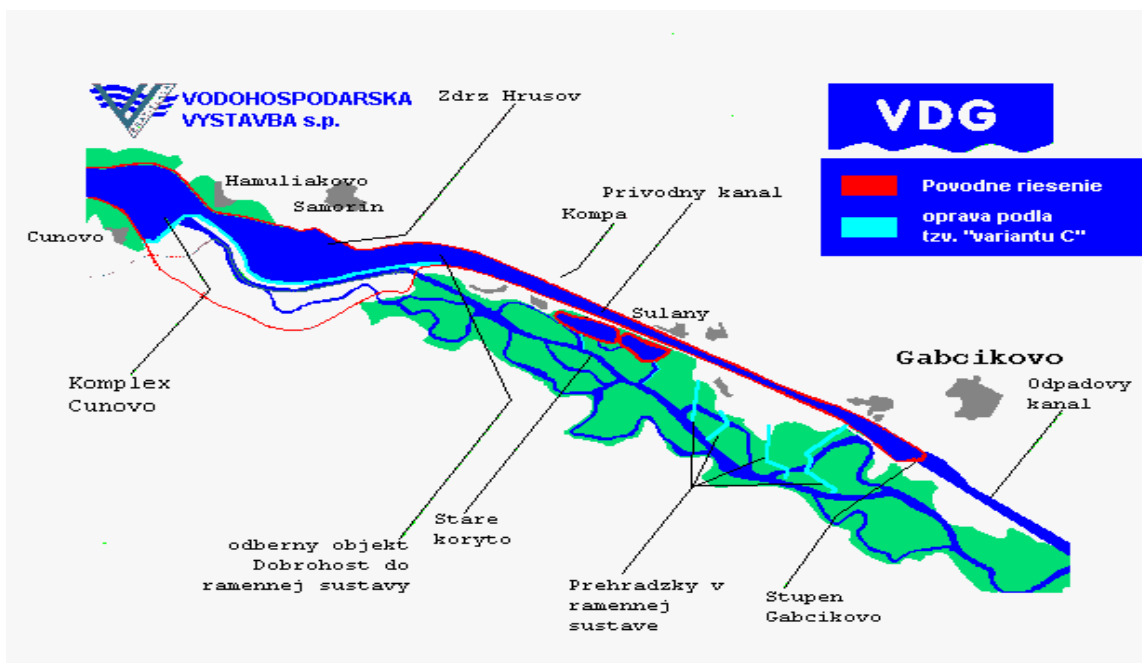 VODOHOSPODARSKA
VYSTAVBA s.p.
Zdrz Hrusov
VDG
Povodne riesenie
oprava podla
tzv. "variantu C"
Hamuliakovo
Samorin
Privodny kanal
Kompa
Cunovo
Sulany
Gabcikovo
Odpadovy
kanal
Komplex
Cunovo
Stare
koryto
odberny objekt
Dobrohost do
ramennej sustavy
Prehradzky v
ramennej
sustave
Stupen
Gabcikovo